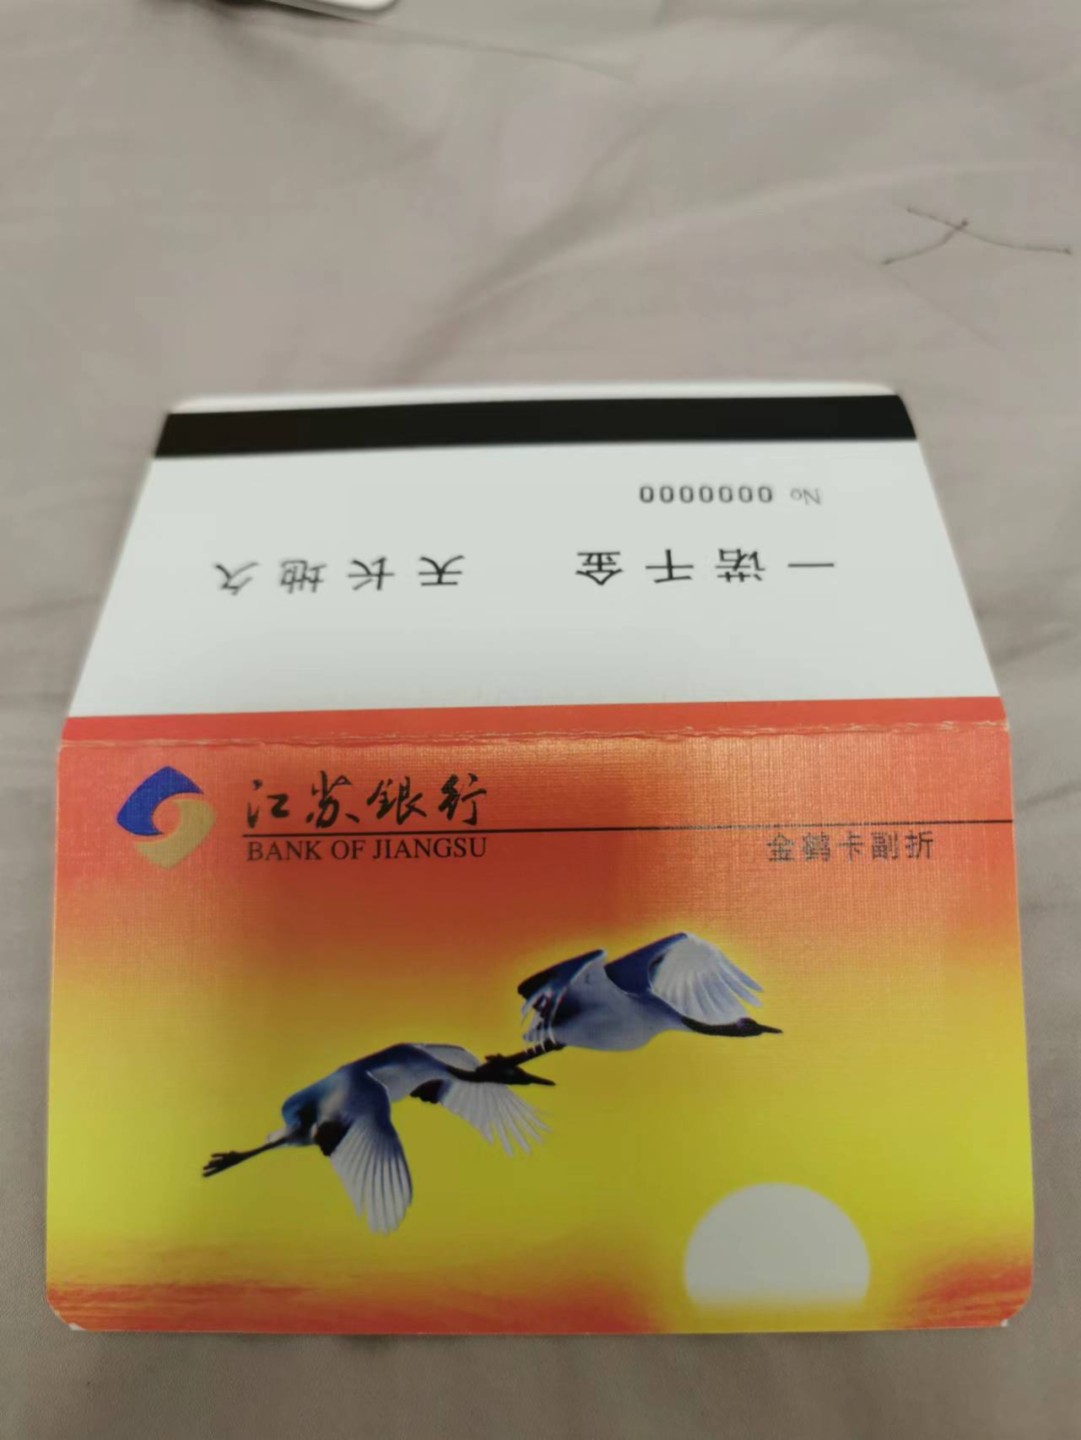 江苏银行
BANK OF JIANGSU
金鹤卡副折
一诺千金 天长地久
No 0000000